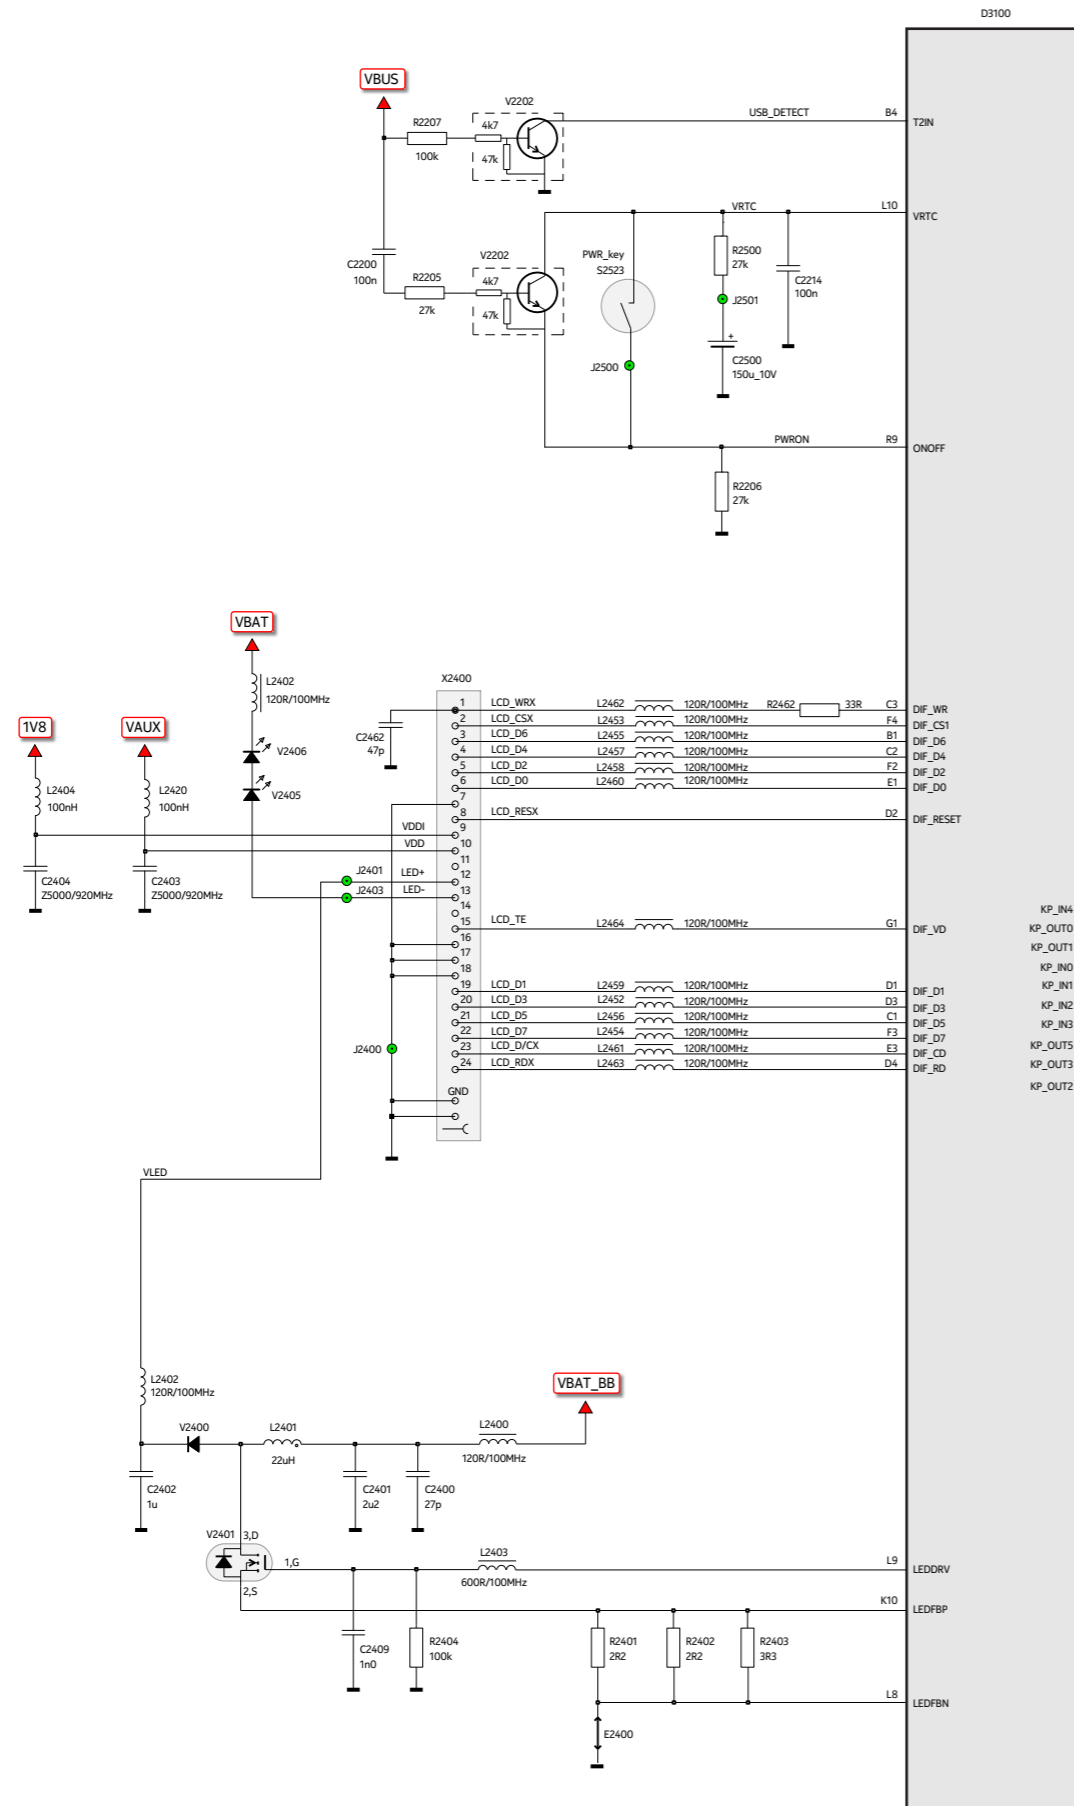 D3100
VBUS
V2202
R2207
4k7
47k
100k
USB_DETECT
B4
T2IN
VRTC
L10
VRTC
R2500
27k
C2214
100n
PWR_key
S2523
V2202
C2200
100n
R2205
4k7
27k
47k
J2501
+
C2500
150u_10V
J2500
PWRON
R9
ONOFF
R2206
27k
VBAT
L2402
120R/100MHz
V2406
V2405
1V8
VAUX
L2404
100nH
L2420
100nH
C2404
Z5000/920MHz
C2403
Z5000/920MHz
X2400
C2462
47p
1 LCD_WRX L2462 120R/100MHz R2462 33R C3 DIF_WR
2 LCD_CSX L2453 120R/100MHz F4 DIF_CS1
3 LCD_D6 L2455 120R/100MHz B1 DIF_D6
4 LCD_D4 L2457 120R/100MHz C2 DIF_D4
5 LCD_D2 L2458 120R/100MHz F2 DIF_D2
6 LCD_D0 L2460 120R/100MHz E1 DIF_D0
7
8 LCD_RESX D2 DIF_RESET
VDDI 9
VDD 10
11
J2401 LED+ 12
J2403 LED- 13
14
15 LCD_TE L2464 120R/100MHz G1 DIF_VD
16
17
18
19 LCD_D1 L2459 120R/100MHz D1 DIF_D1
20 LCD_D3 L2452 120R/100MHz D3 DIF_D3
21 LCD_D5 L2456 120R/100MHz C1 DIF_D5
22 LCD_D7 L2454 120R/100MHz F3 DIF_D7
23 LCD_D/CX L2461 120R/100MHz E3 DIF_CD
24 LCD_RDX L2463 120R/100MHz D4 DIF_RD
J2400
GND
KP_IN4
KP_OUT0
KP_OUT1
KP_IN0
KP_IN1
KP_IN2
KP_IN3
KP_OUT5
KP_OUT3
KP_OUT2
VLED
L2402
120R/100MHz
VBAT_BB
V2400
L2401
22uH
L2400
120R/100MHz
C2402
1u
C2401
2u2
C2400
27p
V2401
3,D
1,G
2,S
L2403
600R/100MHz
L9
LEDDRV
K10
LEDFBP
C2409
1n0
R2404
100k
R2401
2R2
R2402
2R2
R2403
3R3
L8
LEDFBN
E2400